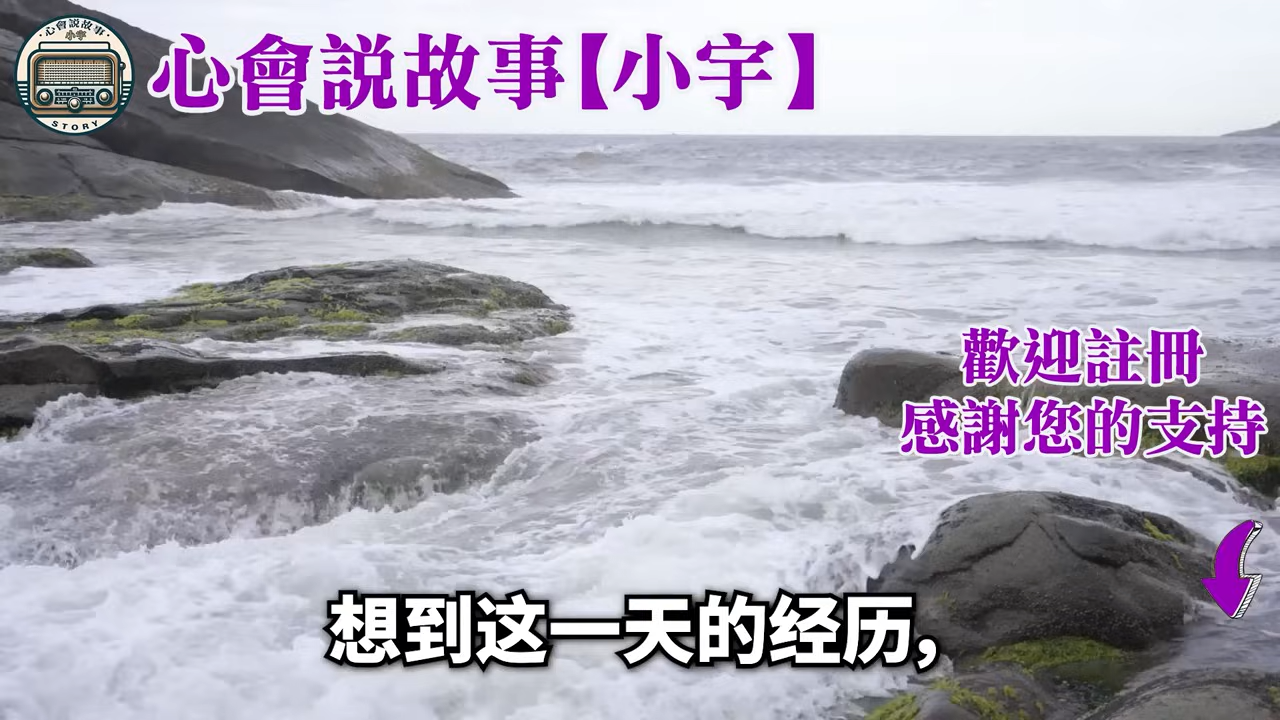 ·心會説故事·
小宇
STORY
心會説故事【小宇】
歡迎註冊
感謝您的支持
想到这一天的经历,